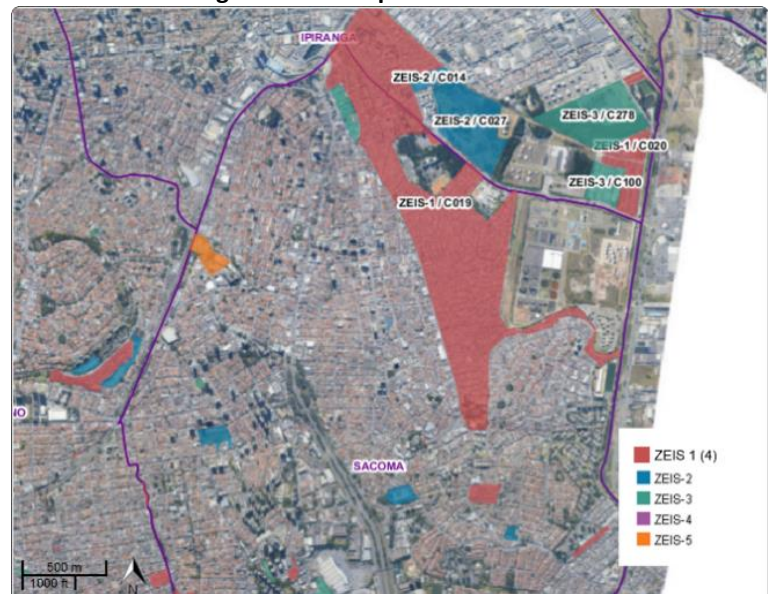 IPIRANGA
ZEIS-2 / C014
ZEIS-2 / C027
ZEIS-3 / C278
ZEIS-1 / C020
ZEIS-3 / C100
ZEIS-1 / C019
NO
SACOMA
ZEIS 1 (4)
ZEIS-2
ZEIS-3
ZEIS-4
ZEIS-5
500 m
1000 ft
N